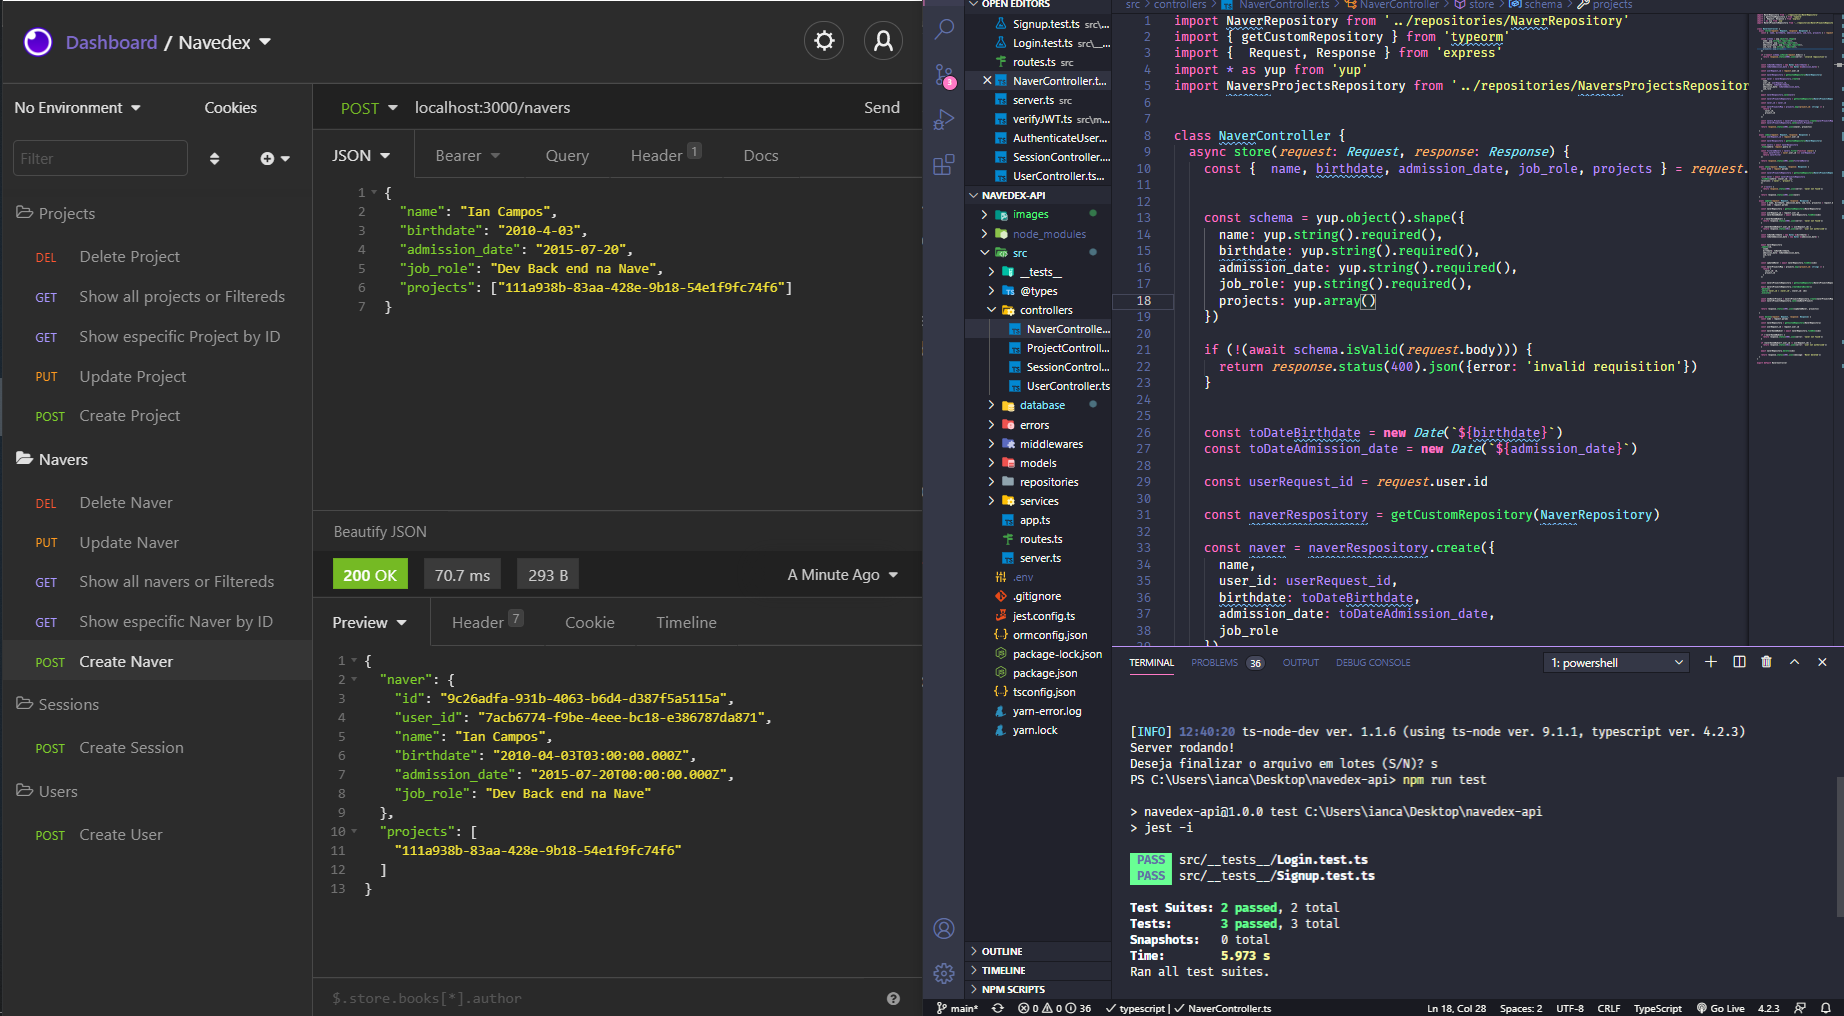 Dashboard / Navedex
No Environment
Cookies
Filter
Projects
DEL Delete Project
GET Show all projects or Filtereds
GET Show especific Project by ID
PUT Update Project
POST Create Project
Navers
DEL Delete Naver
PUT Update Naver
GET Show all navers or Filtereds
GET Show especific Naver by ID
POST Create Naver
Sessions
POST Create Session
Users
POST Create User
POST localhost:3000/navers Send
JSON Bearer Query Header 1 Docs
1 {
2 "name": "Ian Campos",
3 "birthdate": "2010-4-03",
4 "admission_date": "2015-07-20",
5 "job_role": "Dev Back end na Nave",
6 "projects": ["111a938b-83aa-428e-9b18-54e1f9fc74f6"]
7 }
Beautify JSON
200 OK 70.7 ms 293 B A Minute Ago
Preview Header 7 Cookie Timeline
1 {
2 "naver": {
3 "id": "9c26adfa-931b-4063-b6d4-d387f5a5115a",
4 "user_id": "7acb6774-f9be-4eee-bc18-e386787da871",
5 "name": "Ian Campos",
6 "birthdate": "2010-04-03T03:00:00.000Z",
7 "admission_date": "2015-07-20T00:00:00.000Z",
8 "job_role": "Dev Back end na Nave"
9 },
10 "projects": [
11 "111a938b-83aa-428e-9b18-54e1f9fc74f6"
12 ]
13 }
$.store.books[*].author
3
OPEN EDITORS
Signup.test.ts src\...
Login.test.ts src\__...
routes.ts src
NaverController.t...
server.ts src
verifyJWT.ts src\m...
AuthenticateUser...
SessionController....
UserController.ts...
NAVEDEX-API
images
node_modules
src
__tests__
@types
controllers
NaverControlle...
ProjectControll...
SessionControl...
UserController.ts
database
errors
middlewares
models
repositories
services
app.ts
routes.ts
server.ts
.env
.gitignore
jest.config.ts
ormconfig.json
package-lock.json
package.json
tsconfig.json
yarn-error.log
yarn.lock
OUTLINE
TIMELINE
NPM SCRIPTS
src > controllers > NaverController.ts > NaverController > store > schema > projects
1 import NaverRepository from '../repositories/NaverRepository'
2 import { getCustomRepository } from 'typeorm'
3 import { Request, Response } from 'express'
4 import * as yup from 'yup'
5 import NaversProjectsRepository from '../repositories/NaversProjectsRepositor
6
7
8 class NaverController {
9 async store(request: Request, response: Response) {
10 const { name, birthdate, admission_date, job_role, projects } = request.
11
12
13 const schema = yup.object().shape({
14 name: yup.string().required(),
15 birthdate: yup.string().required(),
16 admission_date: yup.string().required(),
17 job_role: yup.string().required(),
18 projects: yup.array()
19 })
20
21 if (!(await schema.isValid(request.body))) {
22 return response.status(400).json({error: 'invalid requisition'})
23 }
24
25
26 const toDateBirthdate = new Date(`${birthdate}`)
27 const toDateAdmission_date = new Date(`${admission_date}`)
28
29 const userRequest_id = request.user.id
30
31 const naverRespository = getCustomRepository(NaverRepository)
32
33 const naver = naverRespository.create({
34 name,
35 user_id: userRequest_id,
36 birthdate: toDateBirthdate,
37 admission_date: toDateAdmission_date,
38 job_role
39 })
TERMINAL PROBLEMS 36 OUTPUT DEBUG CONSOLE 1: powershell
[INFO] 12:40:20 ts-node-dev ver. 1.1.6 (using ts-node ver. 9.1.1, typescript ver. 4.2.3)
Server rodando!
Deseja finalizar o arquivo em lotes (S/N)? s
PS C:\Users\ianca\Desktop\navedex-api> npm run test
> navedex-api@1.0.0 test C:\Users\ianca\Desktop\navedex-api
> jest -i
PASS src/__tests__/Login.test.ts
PASS src/__tests__/Signup.test.ts
Test Suites: 2 passed, 2 total
Tests: 3 passed, 3 total
Snapshots: 0 total
Time: 5.973 s
Ran all test suites.
main* 0 0 36 typescript | NaverController.ts Ln 18, Col 28 Spaces: 2 UTF-8 CRLF TypeScript Go Live 4.2.3